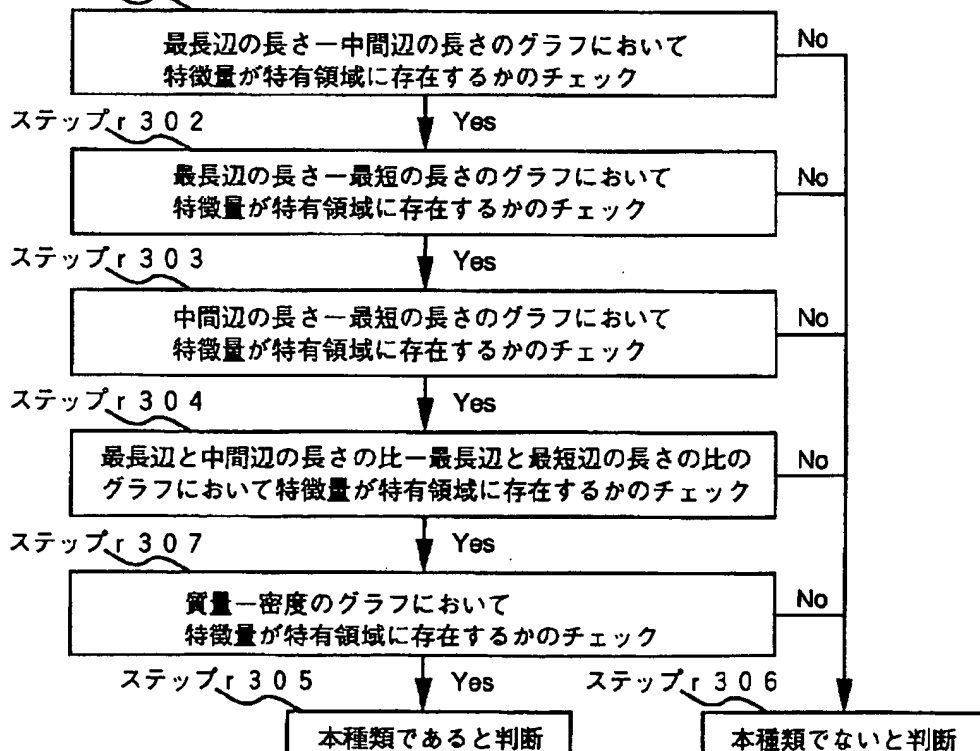 最長辺の長さー中間辺の長さのグラフにおいて
特徴量が特有領域に存在するかのチェック
No
ステップｒ３０２
Yes
最長辺の長さー最短の長さのグラフにおいて
特徴量が特有領域に存在するかのチェック
No
ステップｒ３０３
Yes
中間辺の長さー最短の長さのグラフにおいて
特徴量が特有領域に存在するかのチェック
No
ステップｒ３０４
Yes
最長辺と中間辺の長さの比ー最長辺と最短辺の長さの比の
グラフにおいて特徴量が特有領域に存在するかのチェック
No
ステップｒ３０７
Yes
質量ー密度のグラフにおいて
特徴量が特有領域に存在するかのチェック
No
ステップｒ３０５
Yes
ステップｒ３０６
本種類であると判断
本種類でないと判断